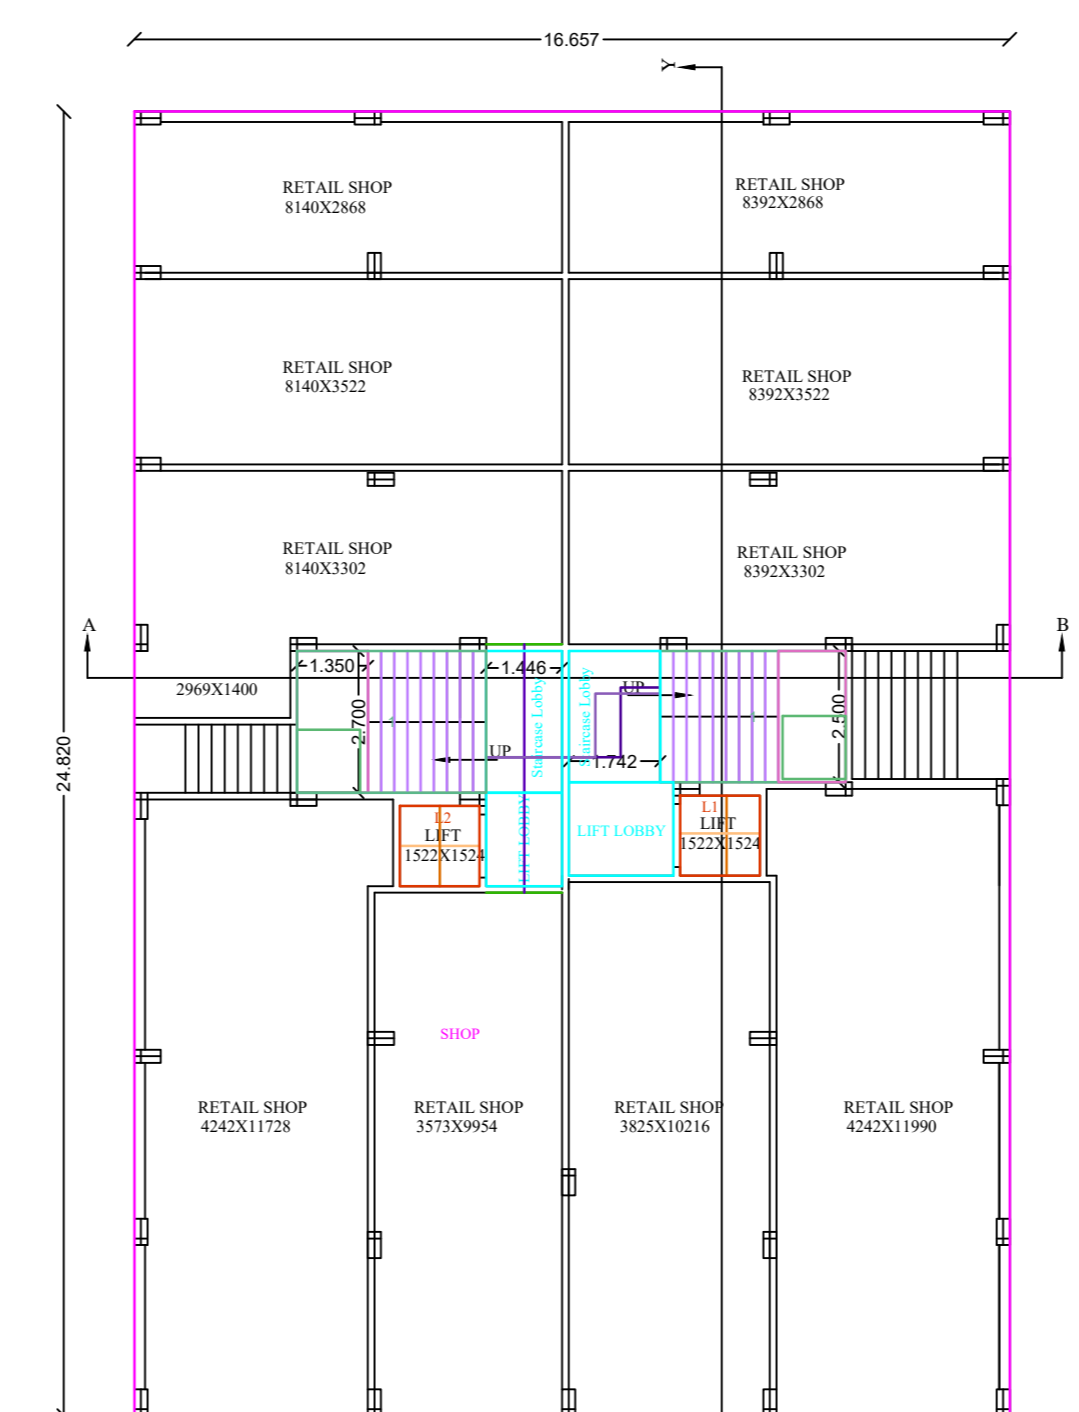 16.657
Y
RETAIL SHOP
8140X2868
RETAIL SHOP
8392X2868
RETAIL SHOP
8140X3522
RETAIL SHOP
8392X3522
RETAIL SHOP
8140X3302
RETAIL SHOP
8392X3302
A
B
1.350
1.446
2969X1400
2.700
Staircase Lobby
Staircase Lobby
UP
2.500
UP
1.742
24.820
L2
LIFT
1522X1524
LIFT LOBBY
LIFT LOBBY
L1
LIFT
1522X1524
SHOP
RETAIL SHOP
4242X11728
RETAIL SHOP
3573X9954
RETAIL SHOP
3825X10216
RETAIL SHOP
4242X11990